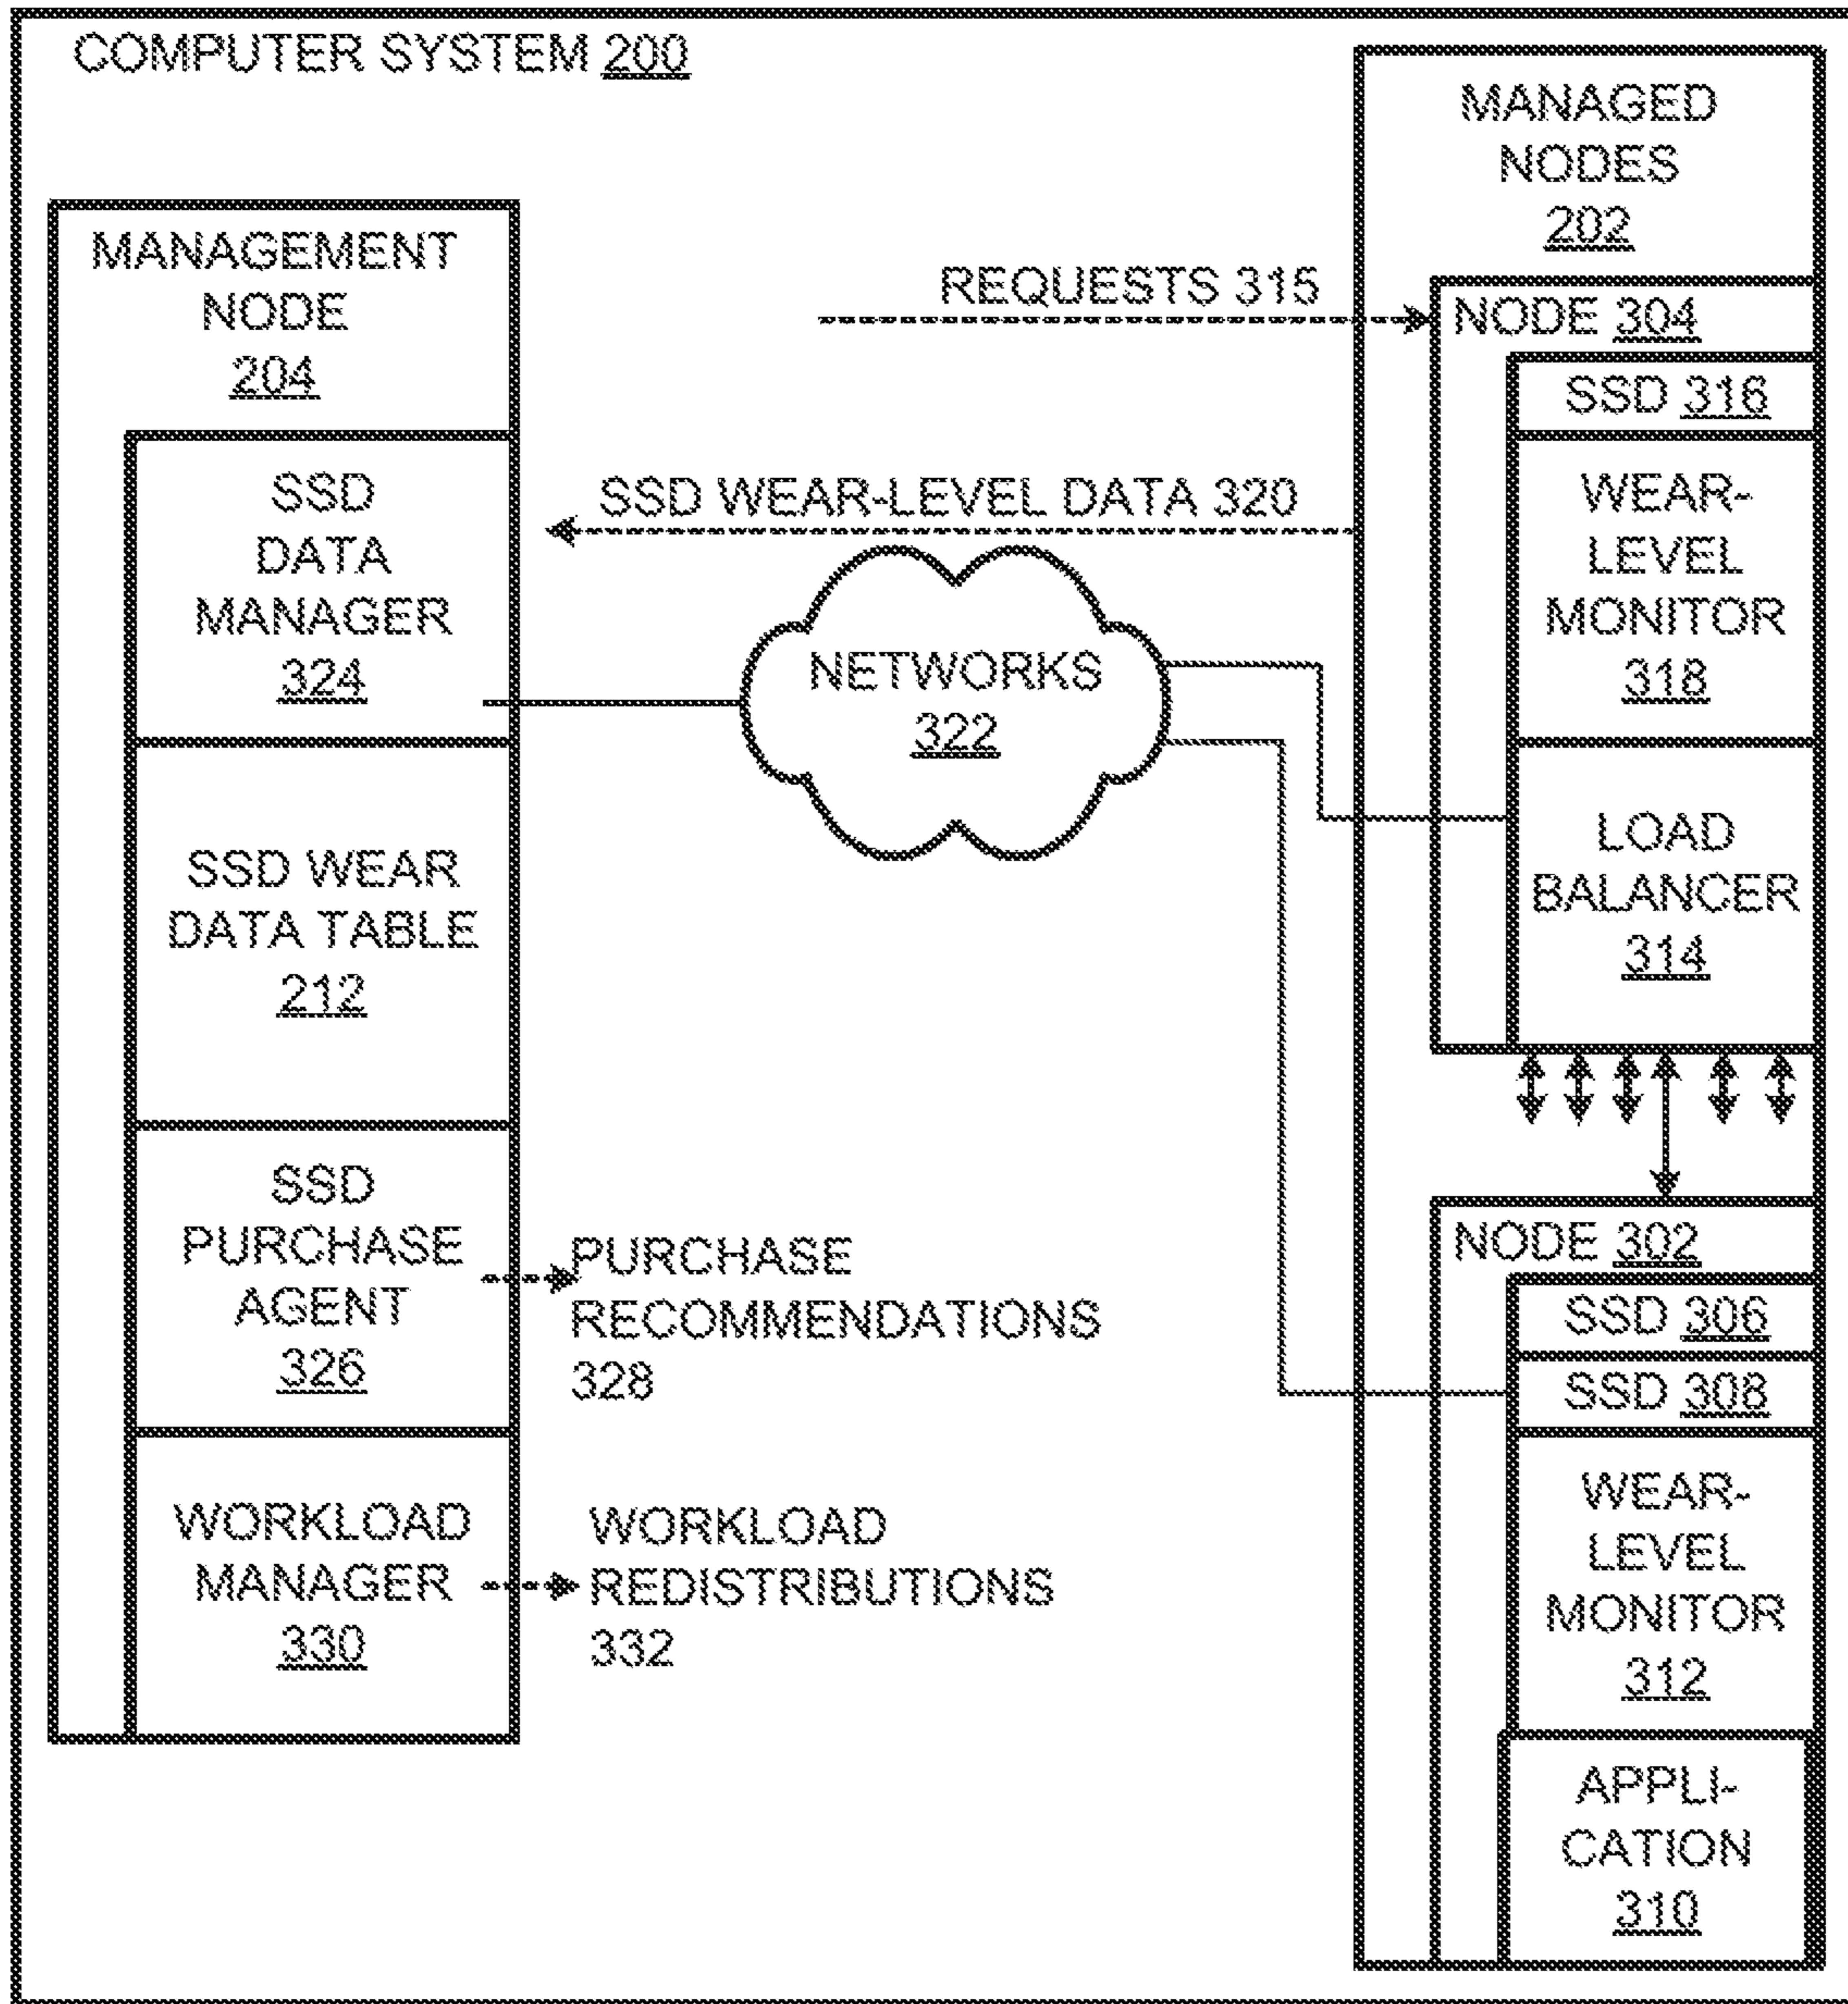 COMPUTER SYSTEM 200
MANAGEMENT
NODE
204
SSD
DATA
MANAGER
324
SSD WEAR
DATA TABLE
212
SSD
PURCHASE
AGENT
326
WORKLOAD
MANAGER
330
PURCHASE
RECOMMENDATIONS
328
WORKLOAD
REDISTRIBUTIONS
332
REQUESTS 315
SSD WEAR-LEVEL DATA 320
NETWORKS
322
MANAGED
NODES
202
NODE 304
SSD 316
WEAR-
LEVEL
MONITOR
318
LOAD
BALANCER
314
NODE 302
SSD 306
SSD 308
WEAR-
LEVEL
MONITOR
312
APPLI-
CATION
310